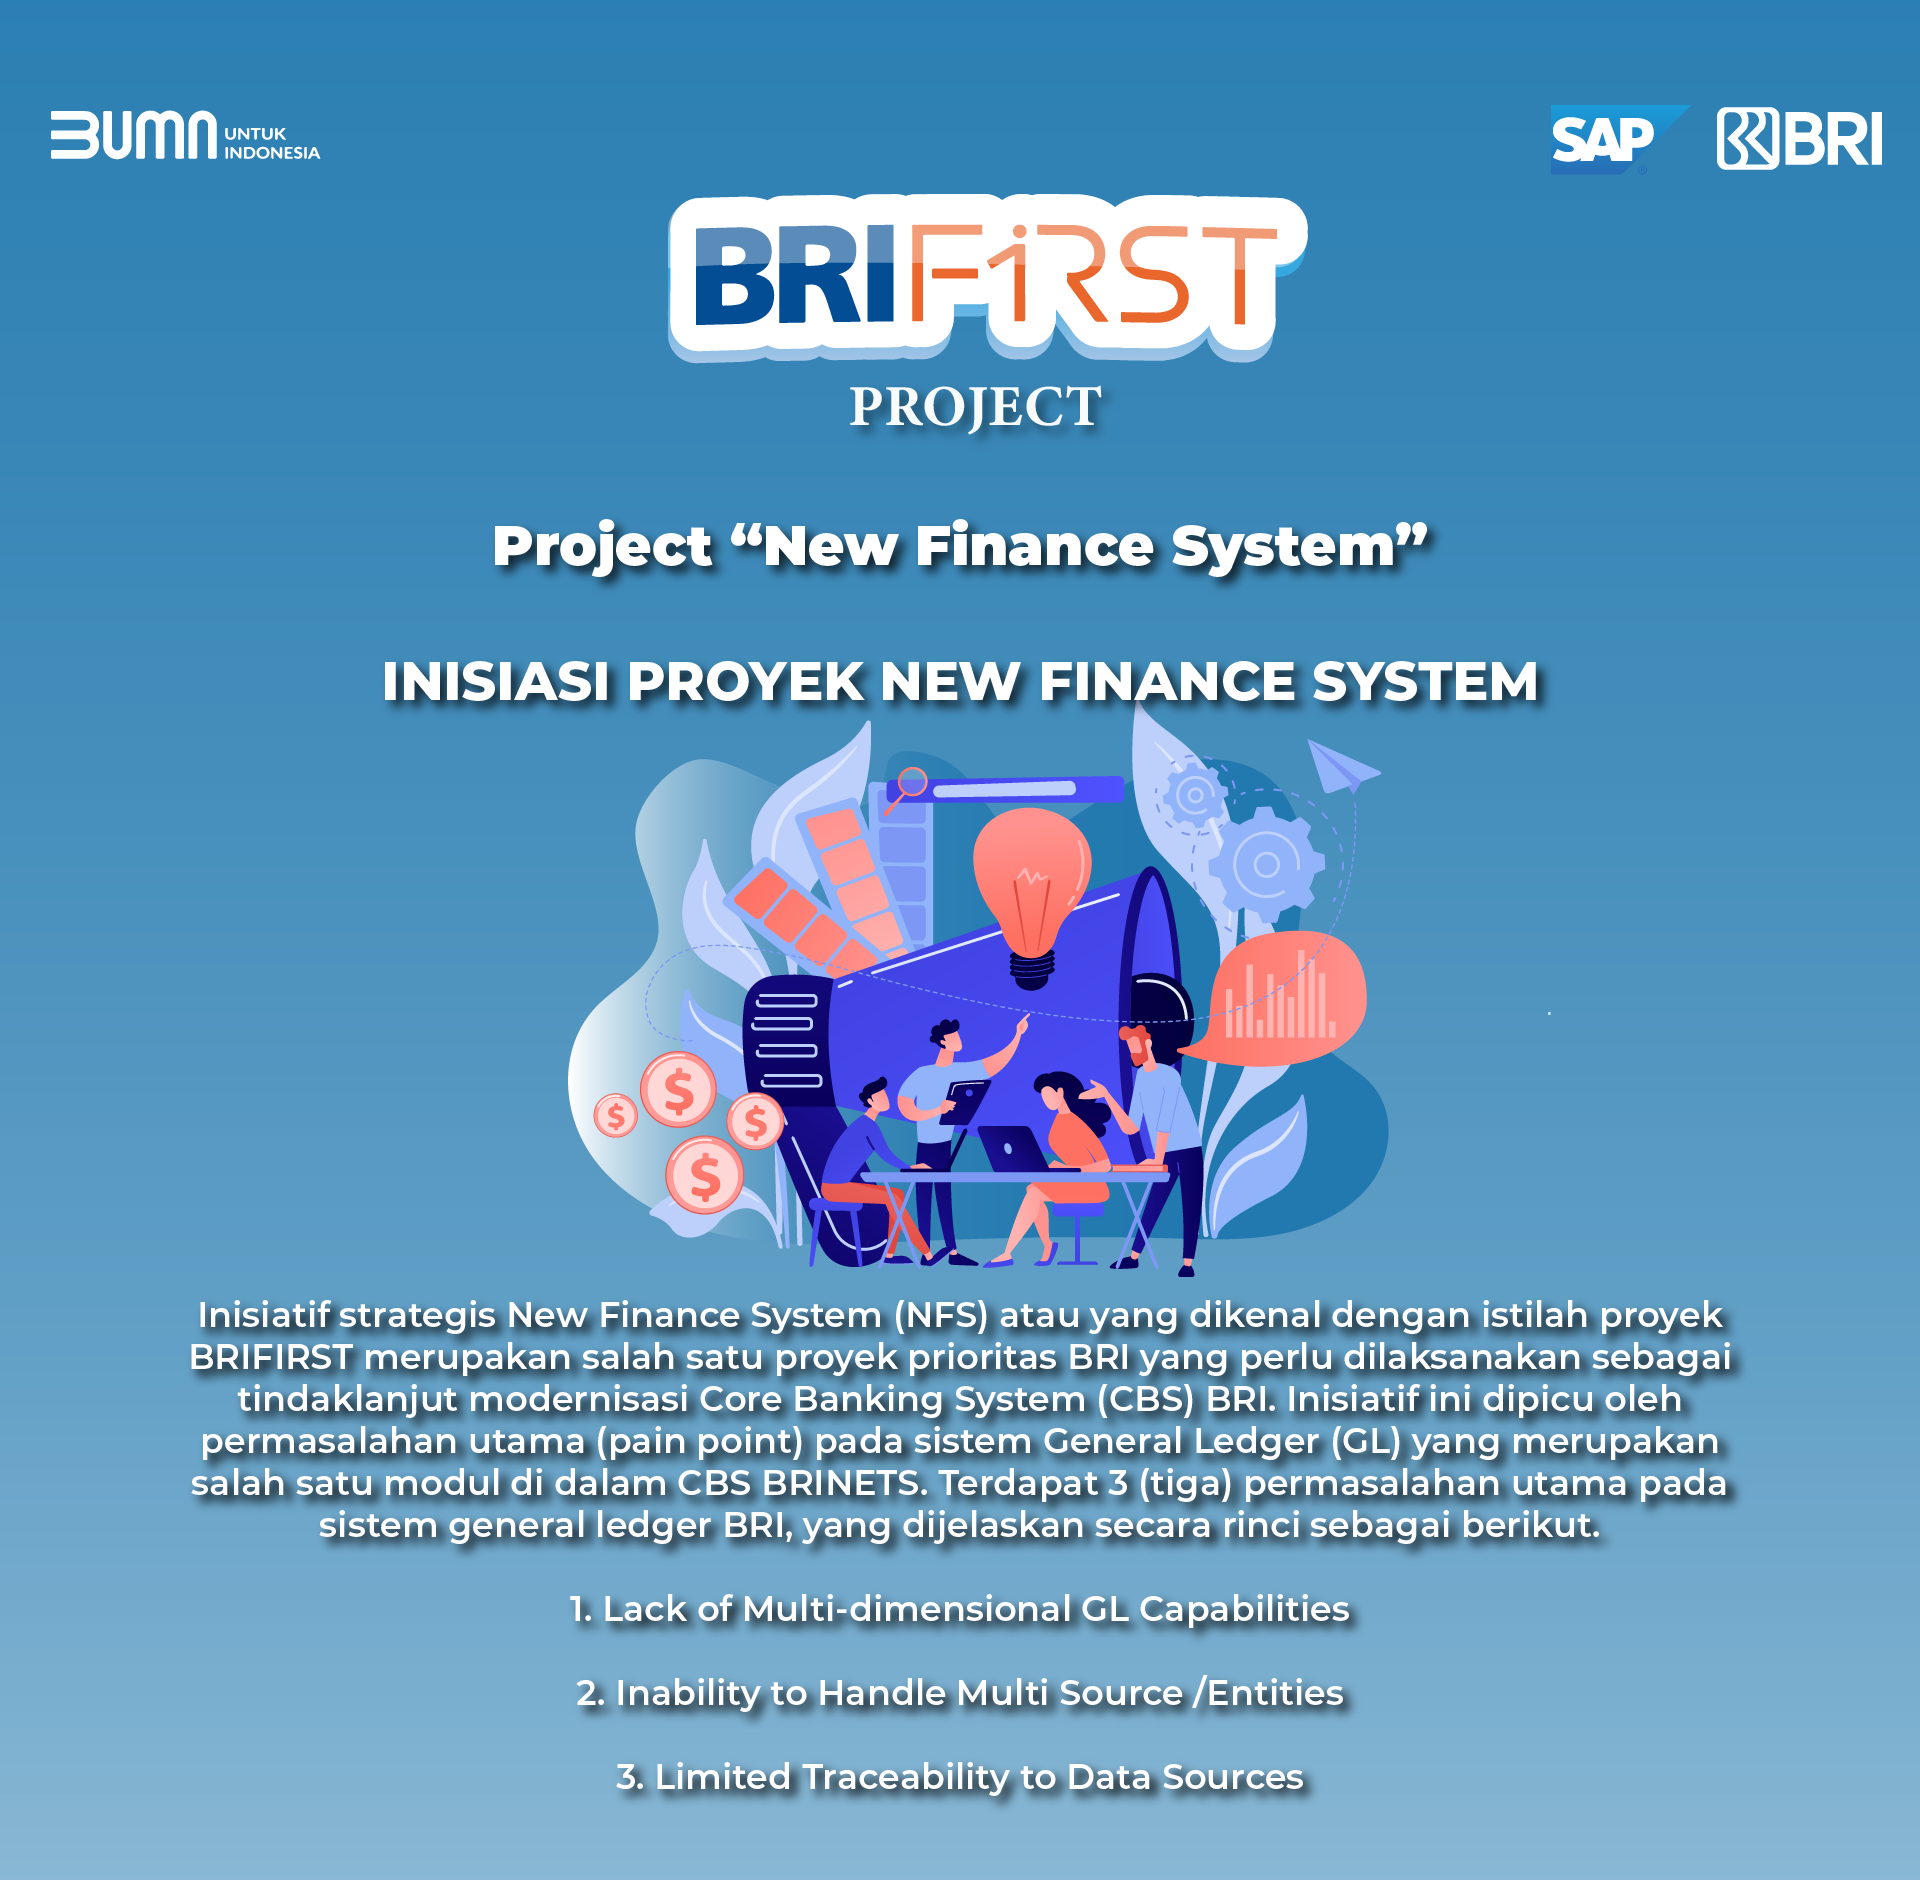 BUMN UNTUK
INDONESIA
SAP
BRI
BRIFIRST
PROJECT
Project “New Finance System”
INISIASI PROYEK NEW FINANCE SYSTEM
$
$
$
$
Inisiatif strategis New Finance System (NFS) atau yang dikenal dengan istilah proyek
BRIFIRST merupakan salah satu proyek prioritas BRI yang perlu dilaksanakan sebagai
tindaklanjut modernisasi Core Banking System (CBS) BRI. Inisiatif ini dipicu oleh
permasalahan utama (pain point) pada sistem General Ledger (GL) yang merupakan
salah satu modul di dalam CBS BRINETS. Terdapat 3 (tiga) permasalahan utama pada
sistem general ledger BRI, yang dijelaskan secara rinci sebagai berikut.
1. Lack of Multi-dimensional GL Capabilities
2. Inability to Handle Multi Source /Entities
3. Limited Traceability to Data Sources